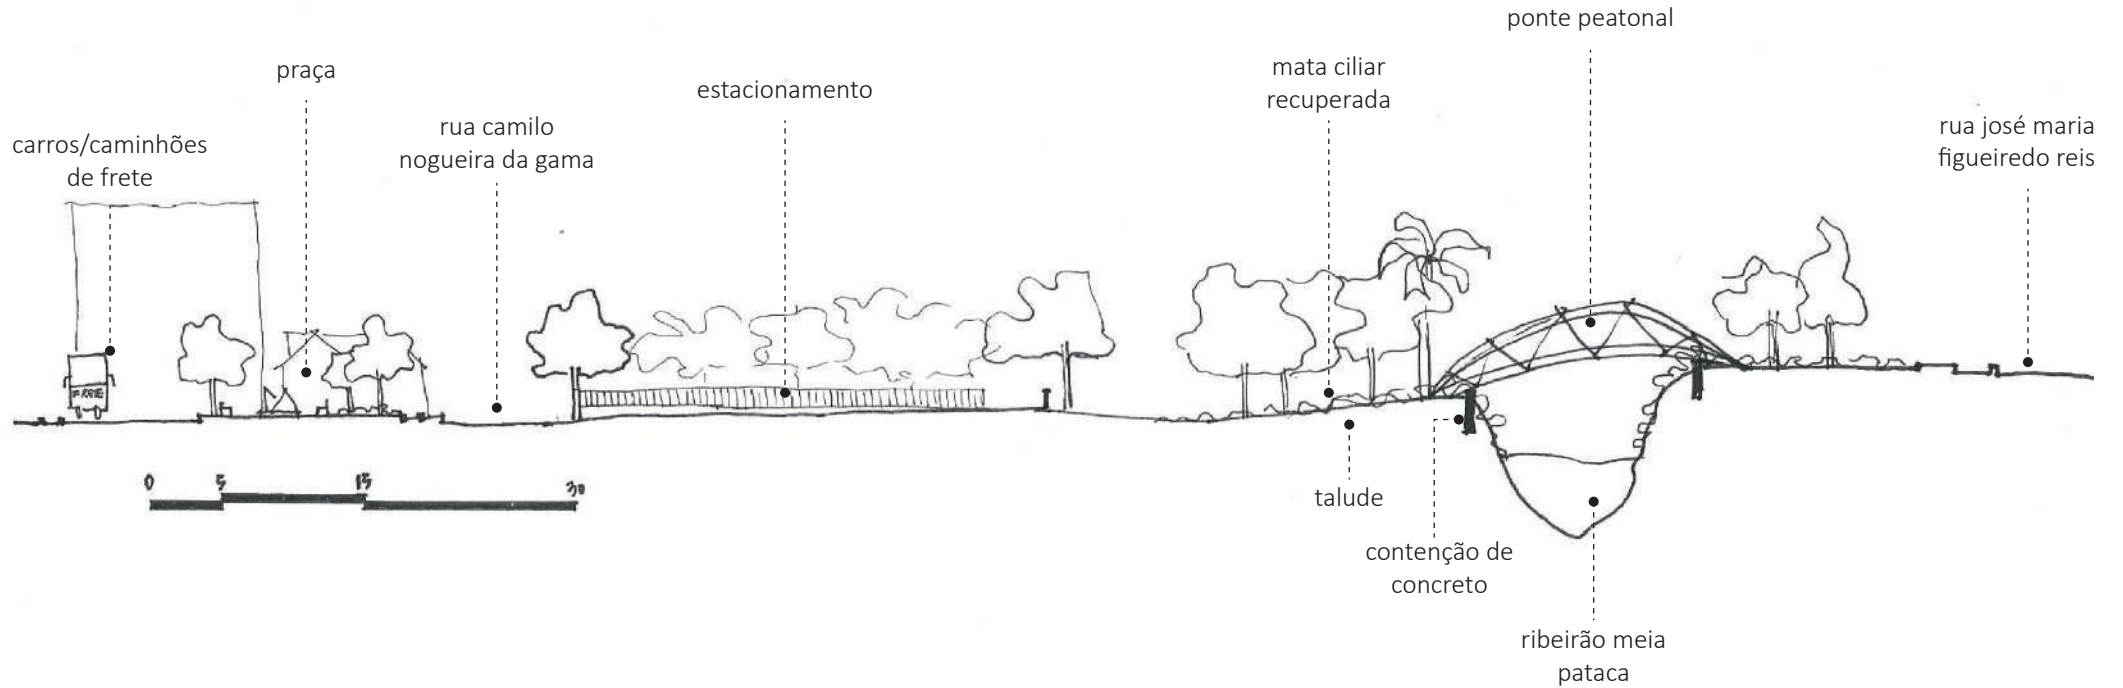 ponte peatonal
praça
mata ciliar
recuperada
estacionamento
rua camilo
nogueira da gama
rua josé maria
figueiredo reis
carros/caminhões
de frete
FRETE
0 5 15 30
talude
contenção de
concreto
ribeirão meia
pataca